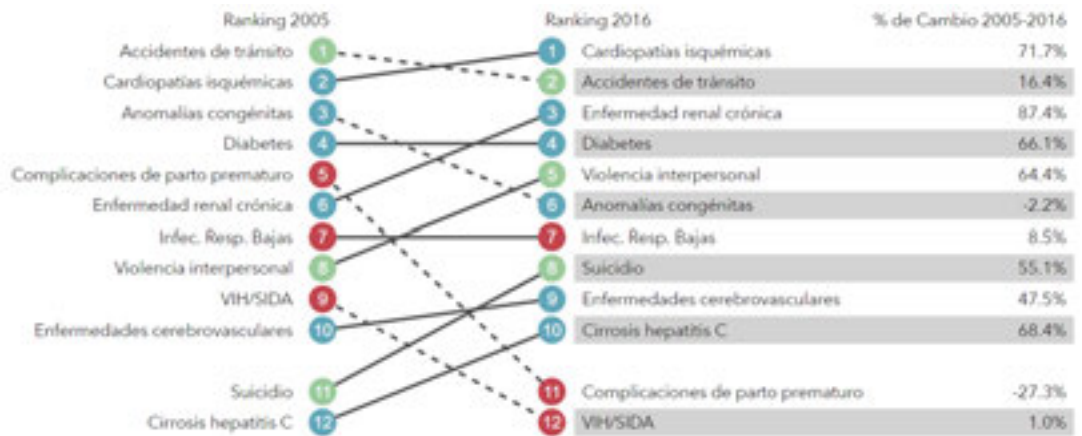 Ranking 2005 Ranking 2016 % de Cambio 2005-2016
Accidentes de tránsito 1 1 Cardiopatías isquémicas 71.7%
Cardiopatías isquémicas 2 2 Accidentes de tránsito 16.4%
Anomalías congénitas 3 3 Enfermedad renal crónica 87.4%
Diabetes 4 4 Diabetes 66.1%
Complicaciones de parto prematuro 5 5 Violencia interpersonal 64.4%
Enfermedad renal crónica 6 6 Anomalías congénitas -2.2%
Infec. Resp. Bajas 7 7 Infec. Resp. Bajas 8.5%
Violencia interpersonal 8 8 Suicidio 55.1%
VIH/SIDA 9 9 Enfermedades cerebrovasculares 47.5%
Enfermedades cerebrovasculares 10 10 Cirrosis hepatitis C 68.4%
Suicidio 11 11 Complicaciones de parto prematuro -27.3%
Cirrosis hepatitis C 12 12 VIH/SIDA 1.0%